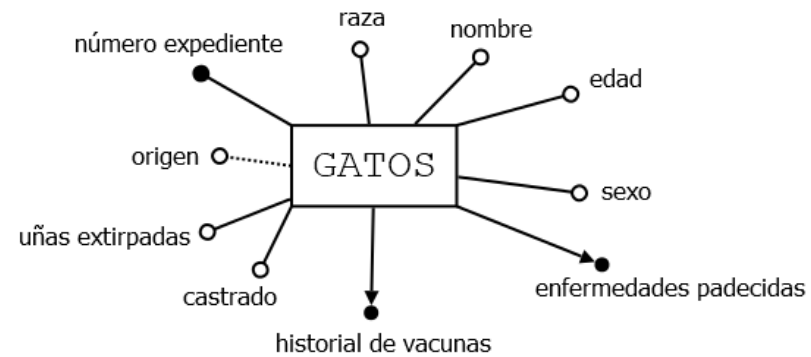 raza
nombre
número expediente
edad
origen
GATOS
sexo
uñas extirpadas
castrado
enfermedades padecidas
historial de vacunas